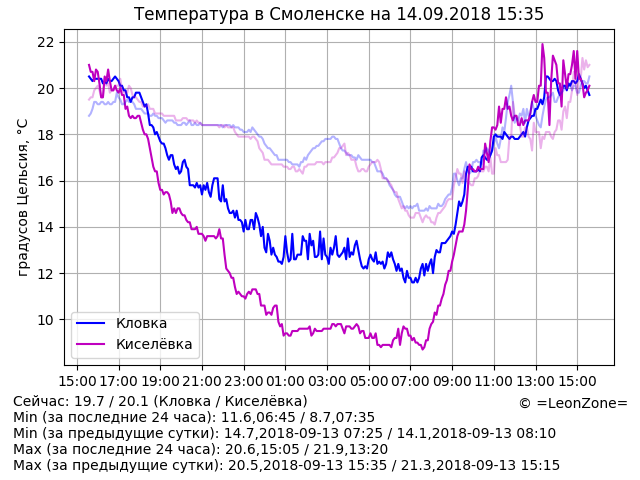 Температура в Смоленске на 14.09.2018 15:35
градусов Цельсия, °C
22
20
18
16
14
12
10
Кловка
Киселёвка
15:00 17:00 19:00 21:00 23:00 01:00 03:00 05:00 07:00 09:00 11:00 13:00 15:00
Сейчас: 19.7 / 20.1 (Кловка / Киселёвка)
© =LeonZone=
Min (за последние 24 часа): 11.6,06:45 / 8.7,07:35
Min (за предыдущие сутки): 14.7,2018-09-13 07:25 / 14.1,2018-09-13 08:10
Max (за последние 24 часа): 20.6,15:05 / 21.9,13:20
Max (за предыдущие сутки): 20.5,2018-09-13 15:35 / 21.3,2018-09-13 15:15